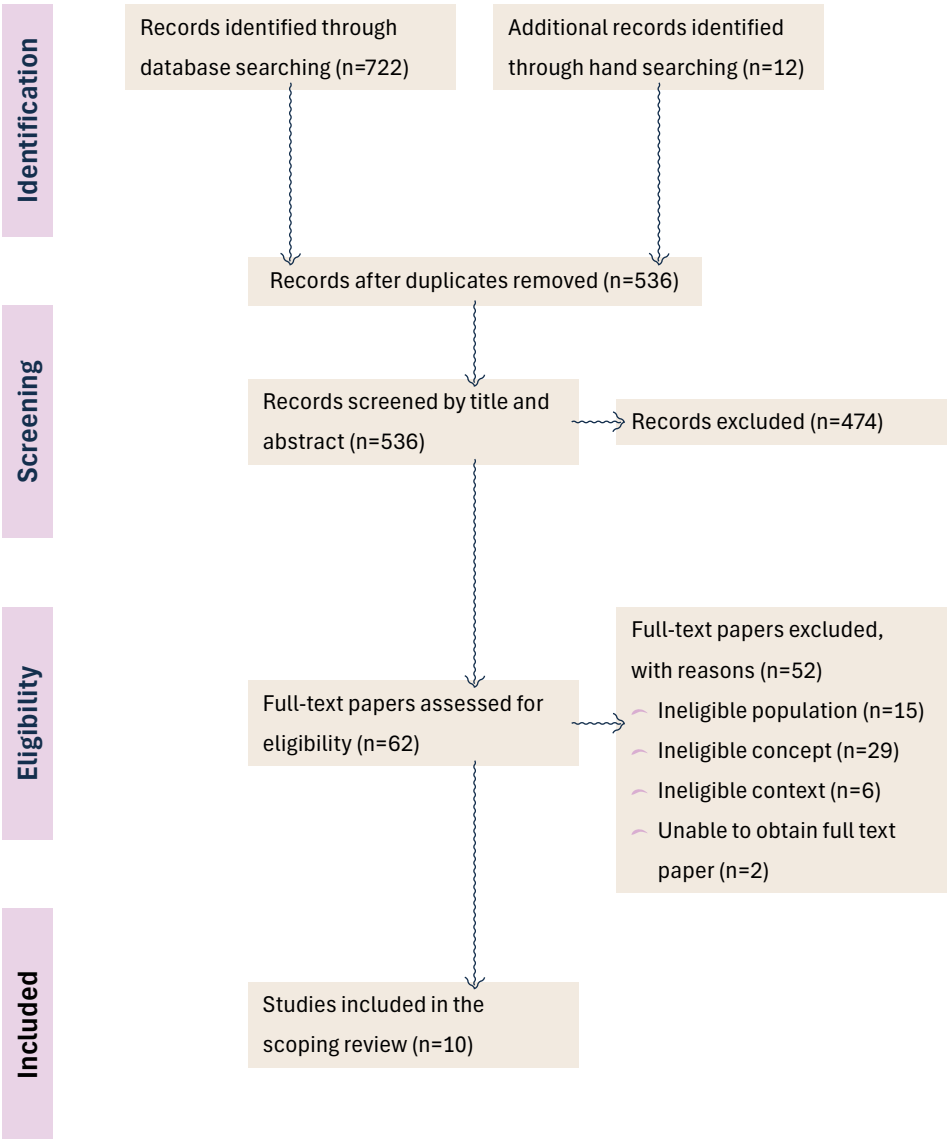 Identification
Records identified through
database searching (n=722)
Additional records identified
through hand searching (n=12)
Records after duplicates removed (n=536)
Screening
Records screened by title and
abstract (n=536)
Records excluded (n=474)
Eligibility
Full-text papers assessed for
eligibility (n=62)
Full-text papers excluded,
with reasons (n=52)
Ineligible population (n=15)
Ineligible concept (n=29)
Ineligible context (n=6)
Unable to obtain full text
paper (n=2)
Included
Studies included in the
scoping review (n=10)